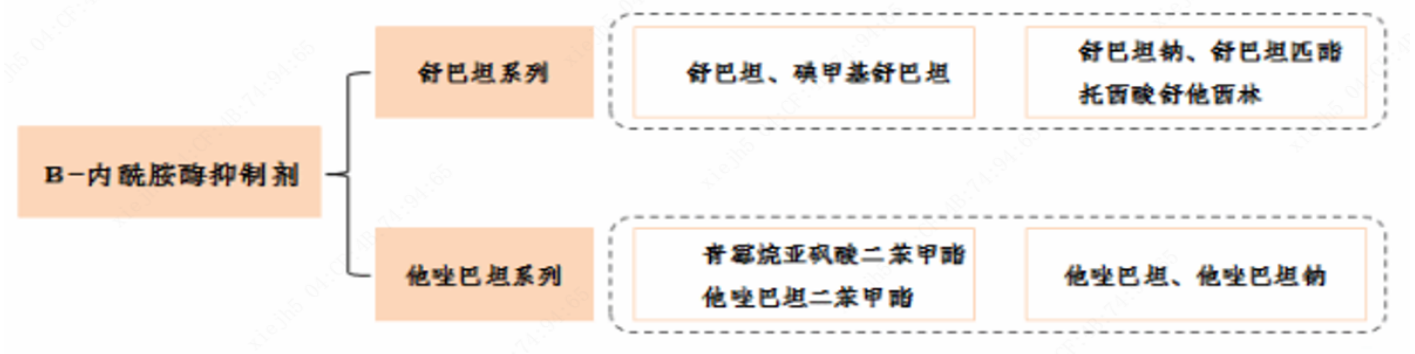 舒巴坦系列
舒巴坦、碘甲基舒巴坦
舒巴坦钠、舒巴坦匹酯
托西酸舒他西林
B-内酰胺酶抑制剂
他唑巴坦系列
青霉烷亚砜酸二苯甲酯
他唑巴坦二苯甲酯
他唑巴坦、他唑巴坦钠